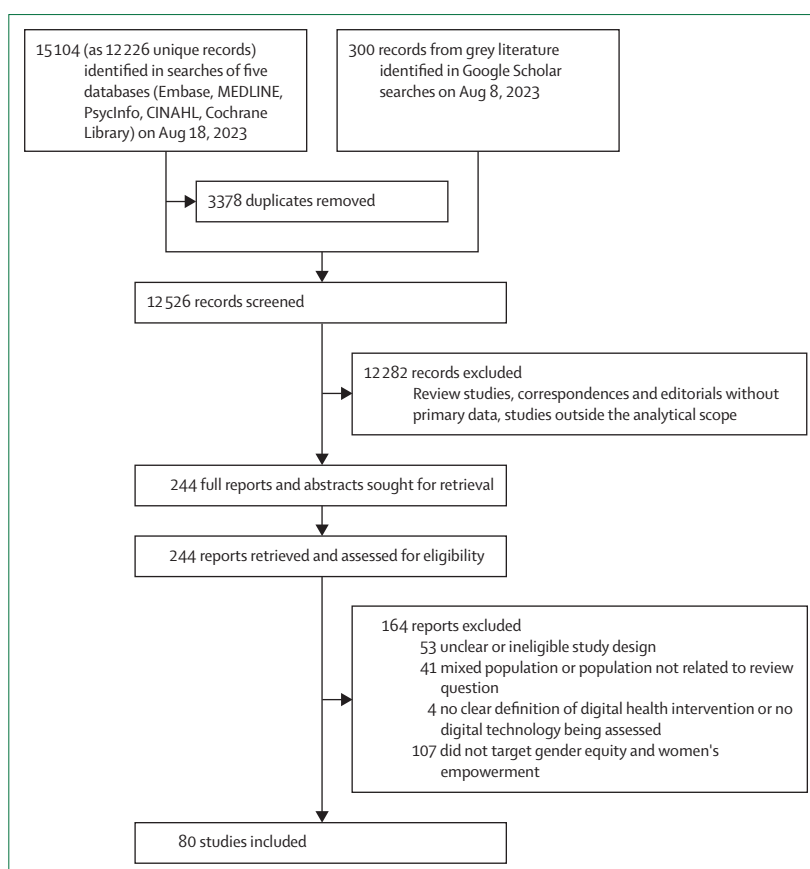 15 104 (as 12 226 unique records)
identified in searches of five
databases (Embase, MEDLINE,
PsycInfo, CINAHL, Cochrane
Library) on Aug 18, 2023
300 records from grey literature
identified in Google Scholar
searches on Aug 8, 2023
3378 duplicates removed
12 526 records screened
12 282 records excluded
Review studies, correspondences and editorials without
primary data, studies outside the analytical scope
244 full reports and abstracts sought for retrieval
244 reports retrieved and assessed for eligibility
164 reports excluded
53 unclear or ineligible study design
41 mixed population or population not related to review
question
4 no clear definition of digital health intervention or no
digital technology being assessed
107 did not target gender equity and women's
empowerment
80 studies included